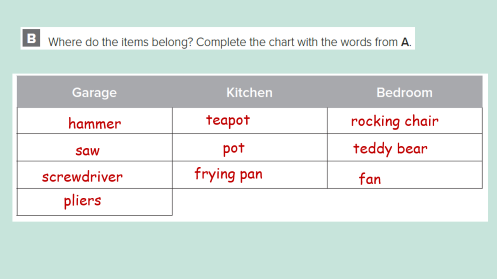 B Where do the items belong? Complete the chart with the words from A.
Garage Kitchen Bedroom
hammer teapot rocking chair
saw pot teddy bear
screwdriver frying pan fan
pliers